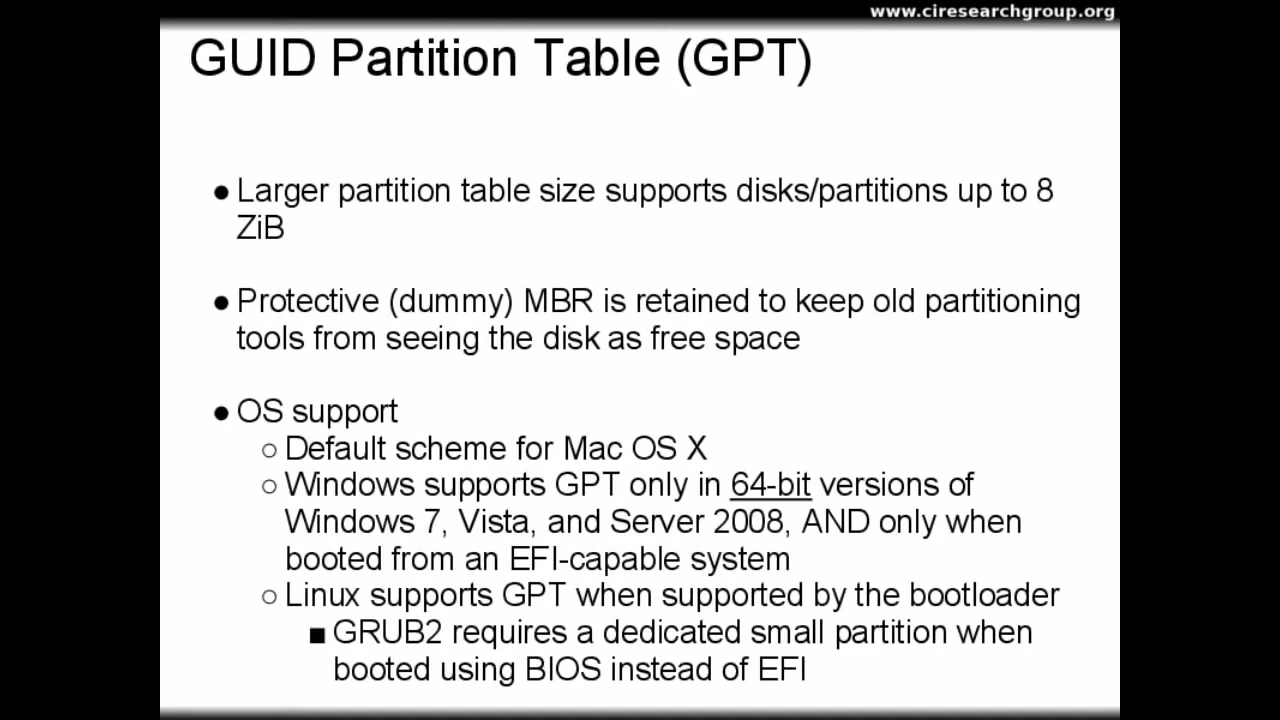 www.ciresearchgroup.org
GUID Partition Table (GPT)
● Larger partition table size supports disks/partitions up to 8
ZiB
● Protective (dummy) MBR is retained to keep old partitioning
tools from seeing the disk as free space
● OS support
○ Default scheme for Mac OS X
○ Windows supports GPT only in 64-bit versions of
Windows 7, Vista, and Server 2008, AND only when
booted from an EFI-capable system
○ Linux supports GPT when supported by the bootloader
■ GRUB2 requires a dedicated small partition when
booted using BIOS instead of EFI